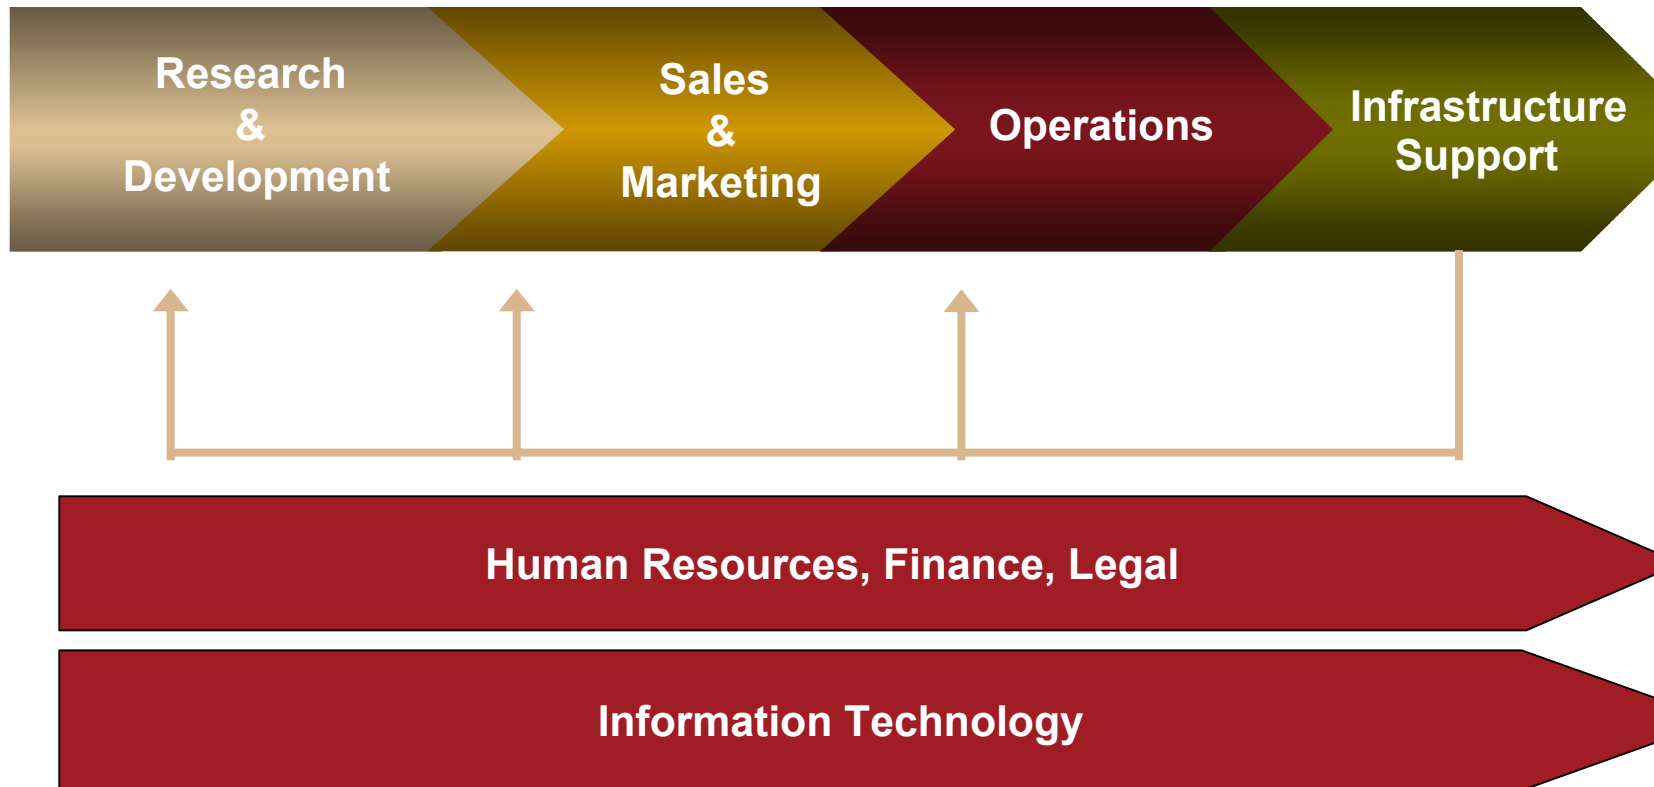 Research
&
Development
Sales
&
Marketing
Operations
Infrastructure
Support
Human Resources, Finance, Legal
Information Technology